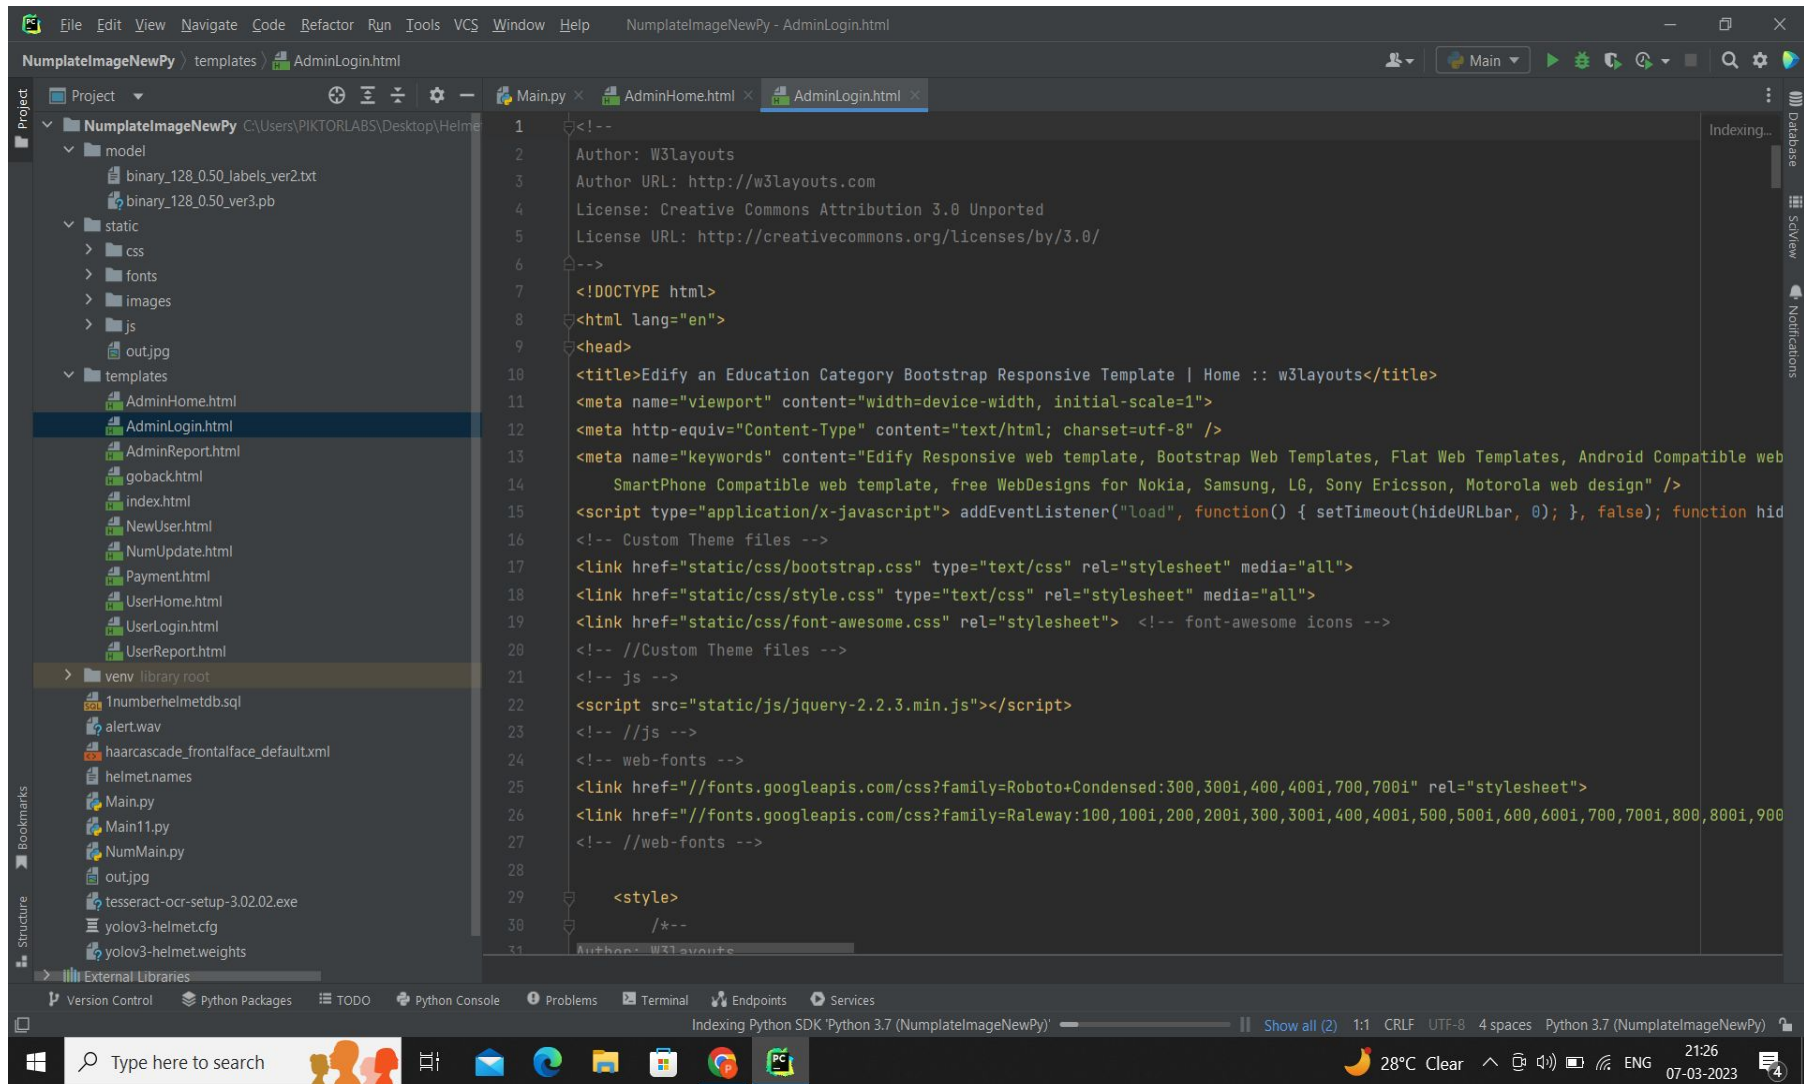 File Edit View Navigate Code Refactor Run Tools VCS Window Help NumplateImageNewPy - AdminLogin.html
NumplateImageNewPy templates AdminLogin.html Main
Project
Main.py AdminHome.html AdminLogin.html
Project
NumplateImageNewPy C:\Users\PIKTORLABS\Desktop\Helme
model
binary_128_0.50_labels_ver2.txt
binary_128_0.50_ver3.pb
static
css
fonts
images
js
out.jpg
templates
AdminHome.html
AdminLogin.html
AdminReport.html
goback.html
index.html
NewUser.html
NumUpdate.html
Payment.html
UserHome.html
UserLogin.html
UserReport.html
venv library root
1numberhelmetdb.sql
alert.wav
haarcascade_frontalface_default.xml
helmet.names
Main.py
Main11.py
NumMain.py
out.jpg
tesseract-ocr-setup-3.02.02.exe
yolov3-helmet.cfg
yolov3-helmet.weights
External Libraries
Bookmarks
Structure
1 <!--
2 Author: W3layouts
3 Author URL: http://w3layouts.com
4 License: Creative Commons Attribution 3.0 Unported
5 License URL: http://creativecommons.org/licenses/by/3.0/
6 -->
7 <!DOCTYPE html>
8 <html lang="en">
9 <head>
10 <title>Edify an Education Category Bootstrap Responsive Template | Home :: w3layouts</title>
11 <meta name="viewport" content="width=device-width, initial-scale=1">
12 <meta http-equiv="Content-Type" content="text/html; charset=utf-8" />
13 <meta name="keywords" content="Edify Responsive web template, Bootstrap Web Templates, Flat Web Templates, Android Compatible web
14 SmartPhone Compatible web template, free WebDesigns for Nokia, Samsung, LG, Sony Ericsson, Motorola web design" />
15 <script type="application/x-javascript"> addEventListener("load", function() { setTimeout(hideURLbar, 0); }, false); function hid
16 <!-- Custom Theme files -->
17 <link href="static/css/bootstrap.css" type="text/css" rel="stylesheet" media="all">
18 <link href="static/css/style.css" type="text/css" rel="stylesheet" media="all">
19 <link href="static/css/font-awesome.css" rel="stylesheet"> <!-- font-awesome icons -->
20 <!-- //Custom Theme files -->
21 <!-- js -->
22 <script src="static/js/jquery-2.2.3.min.js"></script>
23 <!-- //js -->
24 <!-- web-fonts -->
25 <link href="//fonts.googleapis.com/css?family=Roboto+Condensed:300,300i,400,400i,700,700i" rel="stylesheet">
26 <link href="//fonts.googleapis.com/css?family=Raleway:100,100i,200,200i,300,300i,400,400i,500,500i,600,600i,700,700i,800,800i,900
27 <!-- //web-fonts -->
28
29 <style>
30 /*--
31 Author: W3layouts
Indexing...
Database
SciView
Notifications
Version Control Python Packages TODO Python Console Problems Terminal Endpoints Services
Indexing Python SDK 'Python 3.7 (NumplateImageNewPy)' Show all (2) 1:1 CRLF UTF-8 4 spaces Python 3.7 (NumplateImageNewPy)
Type here to search 28°C Clear ENG 21:26
07-03-2023 4